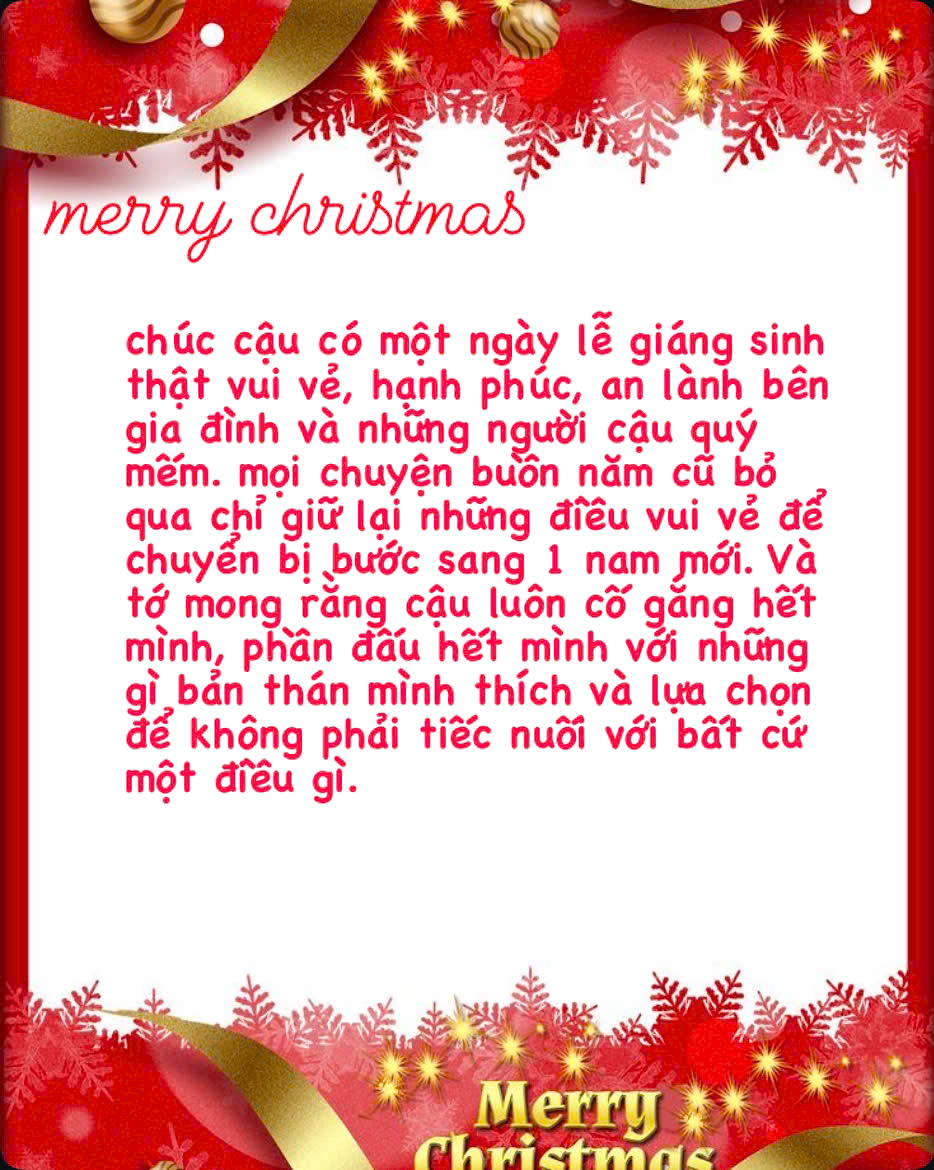 merry christmas
chúc cậu có một ngày lễ giáng sinh
thật vui vẻ, hạnh phúc, an lành bên
gia đình và những người cậu quý
mếm. mọi chuyện buồn năm cũ bỏ
qua chỉ giữ lại những điều vui vẻ để
chuyển bị bước sang 1 nam mới. Và
tớ mong rằng cậu luôn cố gắng hết
mình, phần đấu hết mình với những
gì bản thán mình thích và lựa chọn
để không phải tiếc nuối với bất cứ
một điều gì.
Merry
Christmas